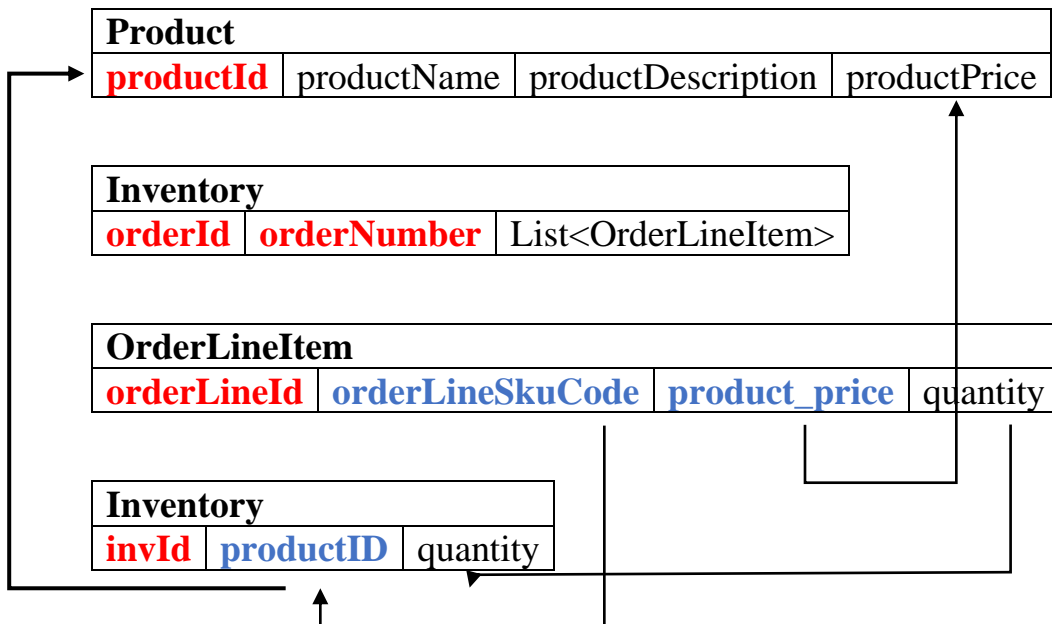 Product
productId productName productDescription productPrice
Inventory
orderId orderNumber List<OrderLineItem>
OrderLineItem
orderLineId orderLineSkuCode product_price quantity
Inventory
invId productID quantity